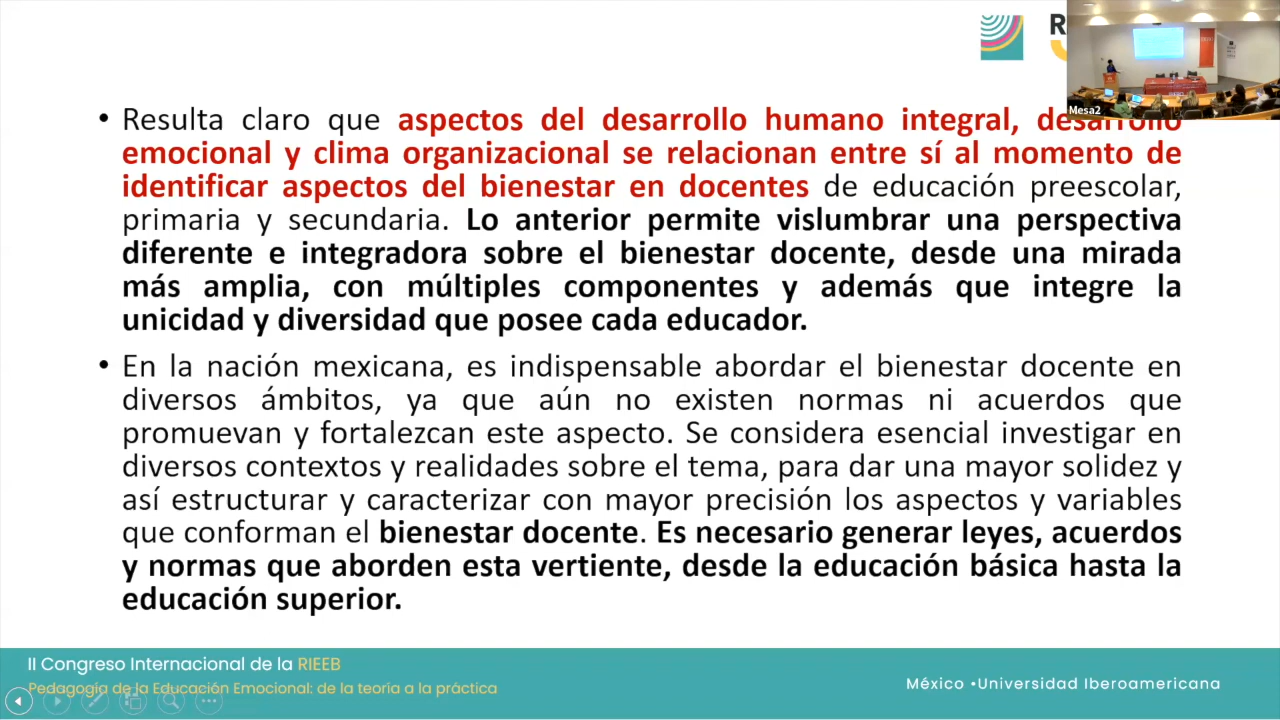 R
Mesa2
• Resulta claro que aspectos del desarrollo humano integral, desarrollo
emocional y clima organizacional se relacionan entre sí al momento de
identificar aspectos del bienestar en docentes de educación preescolar,
primaria y secundaria. Lo anterior permite vislumbrar una perspectiva
diferente e integradora sobre el bienestar docente, desde una mirada
más amplia, con múltiples componentes y además que integre la
unicidad y diversidad que posee cada educador.
• En la nación mexicana, es indispensable abordar el bienestar docente en
diversos ámbitos, ya que aún no existen normas ni acuerdos que
promuevan y fortalezcan este aspecto. Se considera esencial investigar en
diversos contextos y realidades sobre el tema, para dar una mayor solidez y
así estructurar y caracterizar con mayor precisión los aspectos y variables
que conforman el bienestar docente. Es necesario generar leyes, acuerdos
y normas que aborden esta vertiente, desde la educación básica hasta la
educación superior.
II Congreso Internacional de la RIEEB
Pedagogía de la Educación Emocional: de la teoría a la práctica
México •Universidad Iberoamericana